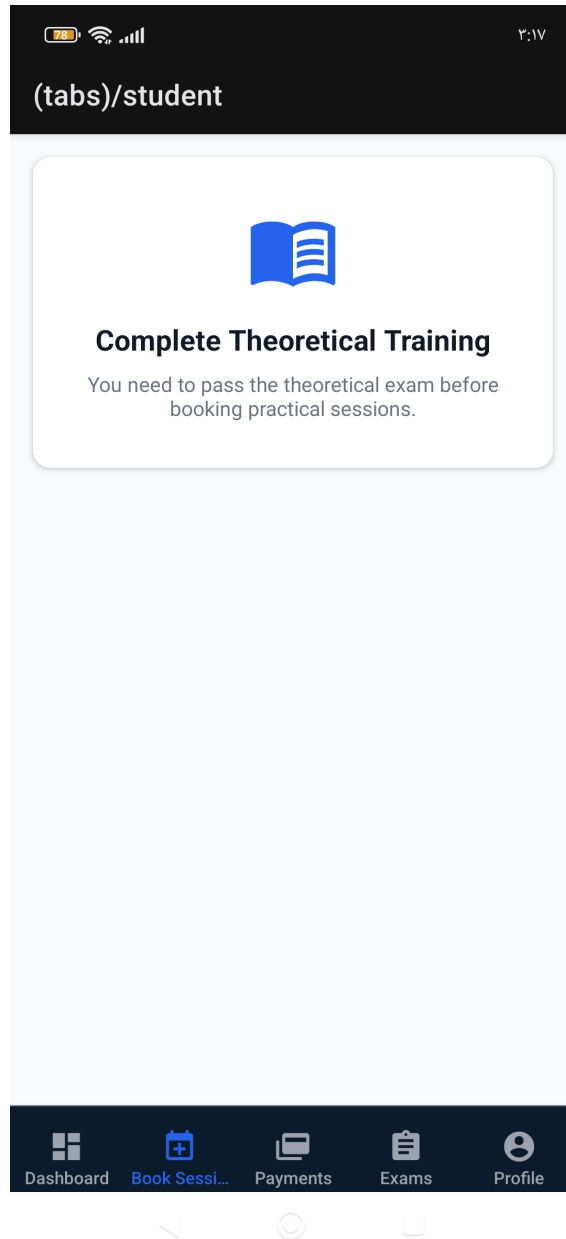 78
٣:١٧
(tabs)/student
Complete Theoretical Training
You need to pass the theoretical exam before
booking practical sessions.
Dashboard
Book Sessi...
Payments
Exams
Profile